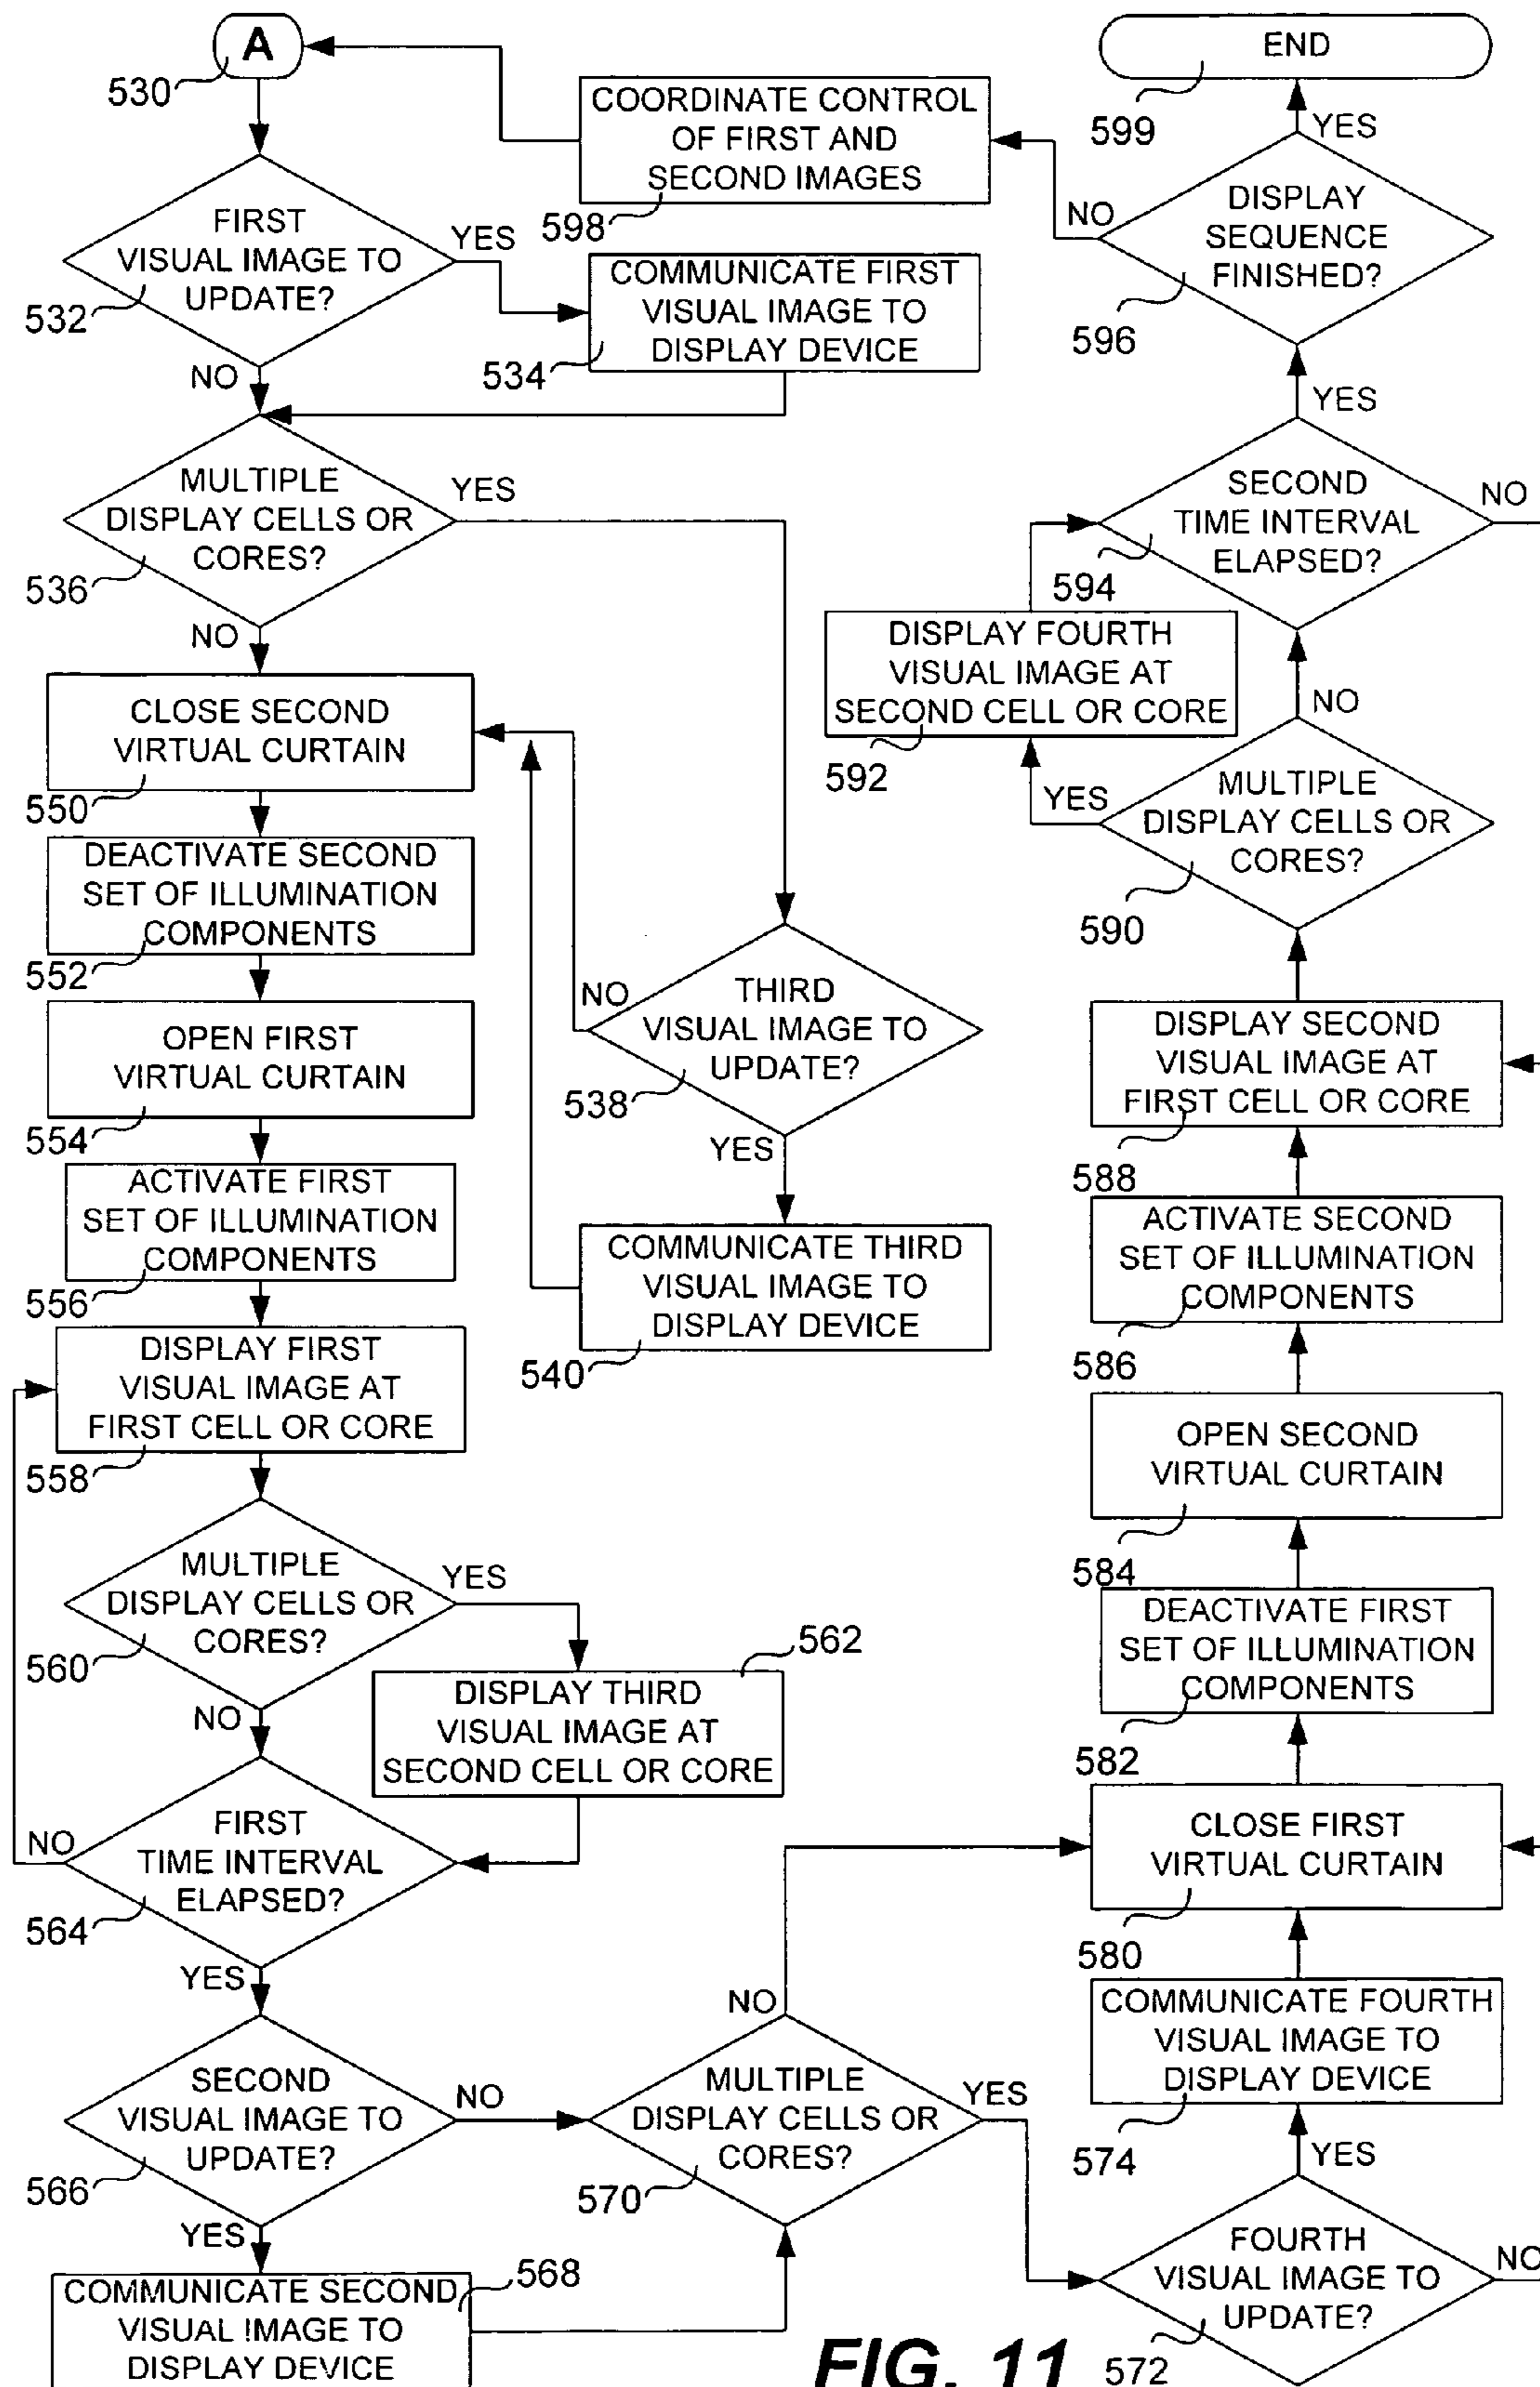 A
530
FIRST
VISUAL IMAGE TO
UPDATE?
532
YES
NO
COMMUNICATE FIRST
VISUAL IMAGE TO
DISPLAY DEVICE
534
MULTIPLE
DISPLAY CELLS OR
CORES?
536
YES
NO
THIRD
VISUAL IMAGE TO
UPDATE?
538
NO
YES
COMMUNICATE THIRD
VISUAL IMAGE TO
DISPLAY DEVICE
540
CLOSE SECOND
VIRTUAL CURTAIN
550
DEACTIVATE SECOND
SET OF ILLUMINATION
COMPONENTS
552
OPEN FIRST
VIRTUAL CURTAIN
554
ACTIVATE FIRST
SET OF ILLUMINATION
COMPONENTS
556
DISPLAY FIRST
VISUAL IMAGE AT
FIRST CELL OR CORE
558
MULTIPLE
DISPLAY CELLS OR
CORES?
560
YES
NO
562
DISPLAY THIRD
VISUAL IMAGE AT
SECOND CELL OR CORE
FIRST
TIME INTERVAL
ELAPSED?
564
NO
YES
SECOND
VISUAL IMAGE TO
UPDATE?
566
NO
YES
COMMUNICATE SECOND
VISUAL IMAGE TO
DISPLAY DEVICE
568
MULTIPLE
DISPLAY CELLS OR
CORES?
570
NO
YES
FOURTH
VISUAL IMAGE TO
UPDATE?
572
NO
YES
COMMUNICATE FOURTH
VISUAL IMAGE TO
DISPLAY DEVICE
574
CLOSE FIRST
VIRTUAL CURTAIN
580
DEACTIVATE FIRST
SET OF ILLUMINATION
COMPONENTS
582
OPEN SECOND
VIRTUAL CURTAIN
584
ACTIVATE SECOND
SET OF ILLUMINATION
COMPONENTS
586
DISPLAY SECOND
VISUAL IMAGE AT
FIRST CELL OR CORE
588
MULTIPLE
DISPLAY CELLS OR
CORES?
590
YES
NO
DISPLAY FOURTH
VISUAL IMAGE AT
SECOND CELL OR CORE
592
SECOND
TIME INTERVAL
ELAPSED?
594
NO
YES
DISPLAY
SEQUENCE
FINISHED?
596
NO
YES
COORDINATE CONTROL
OF FIRST AND
SECOND IMAGES
598
END
599
FIG. 11